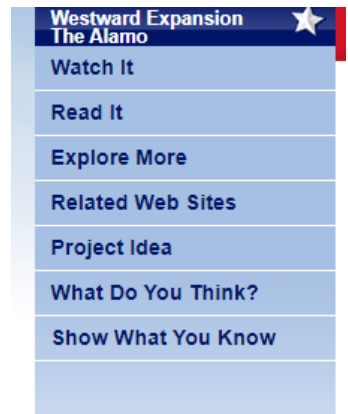 Westward Expansion
The Alamo
Watch It
Read It
Explore More
Related Web Sites
Project Idea
What Do You Think?
Show What You Know